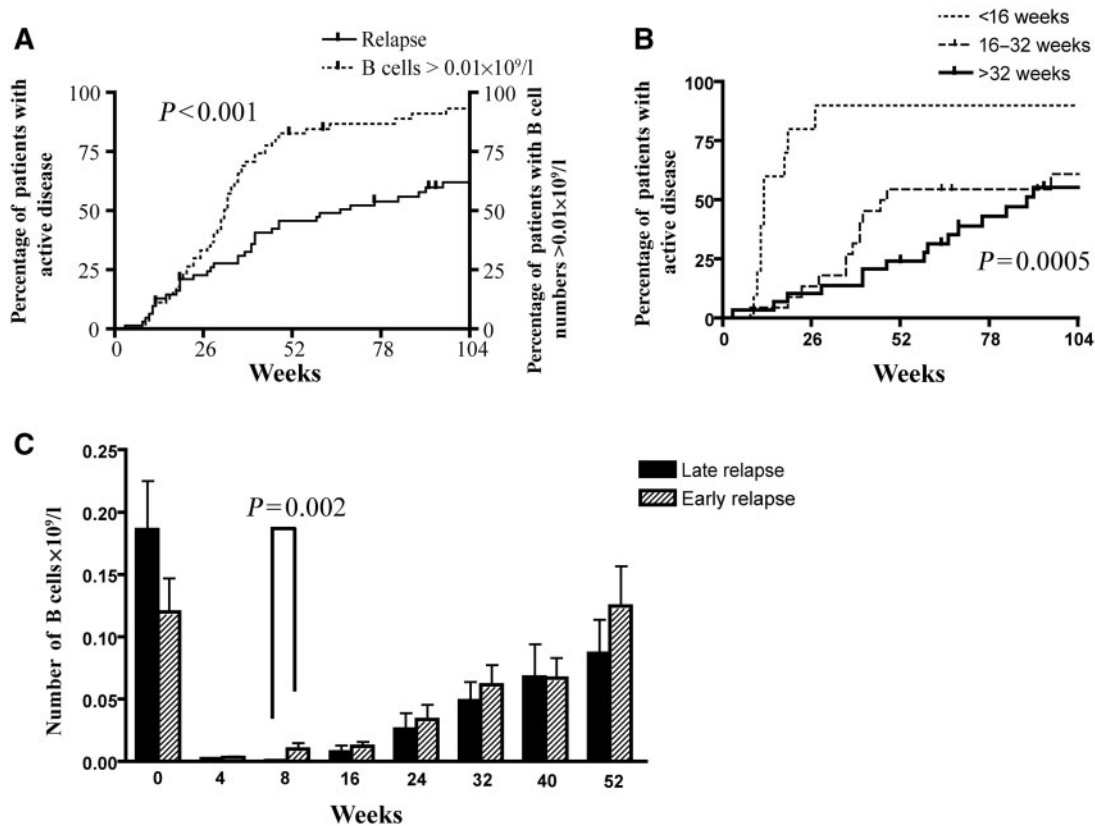 A
Relapse
B cells > 0.01×10⁹/l
Percentage of patients with
active disease
100
75
50
25
0
P<0.001
100
75
50
25
0
Percentage of patients with B cell
numbers >0.01×10⁹/l
0 26 52 78 104
Weeks
B
<16 weeks
16–32 weeks
>32 weeks
Percentage of patients with
active disease
100
75
50
25
0
P=0.0005
0 26 52 78 104
Weeks
C
Late relapse
Early relapse
Number of B cells×10⁹/l
0.25
0.20
0.15
0.10
0.05
0.00
P=0.002
0 4 8 16 24 32 40 52
Weeks